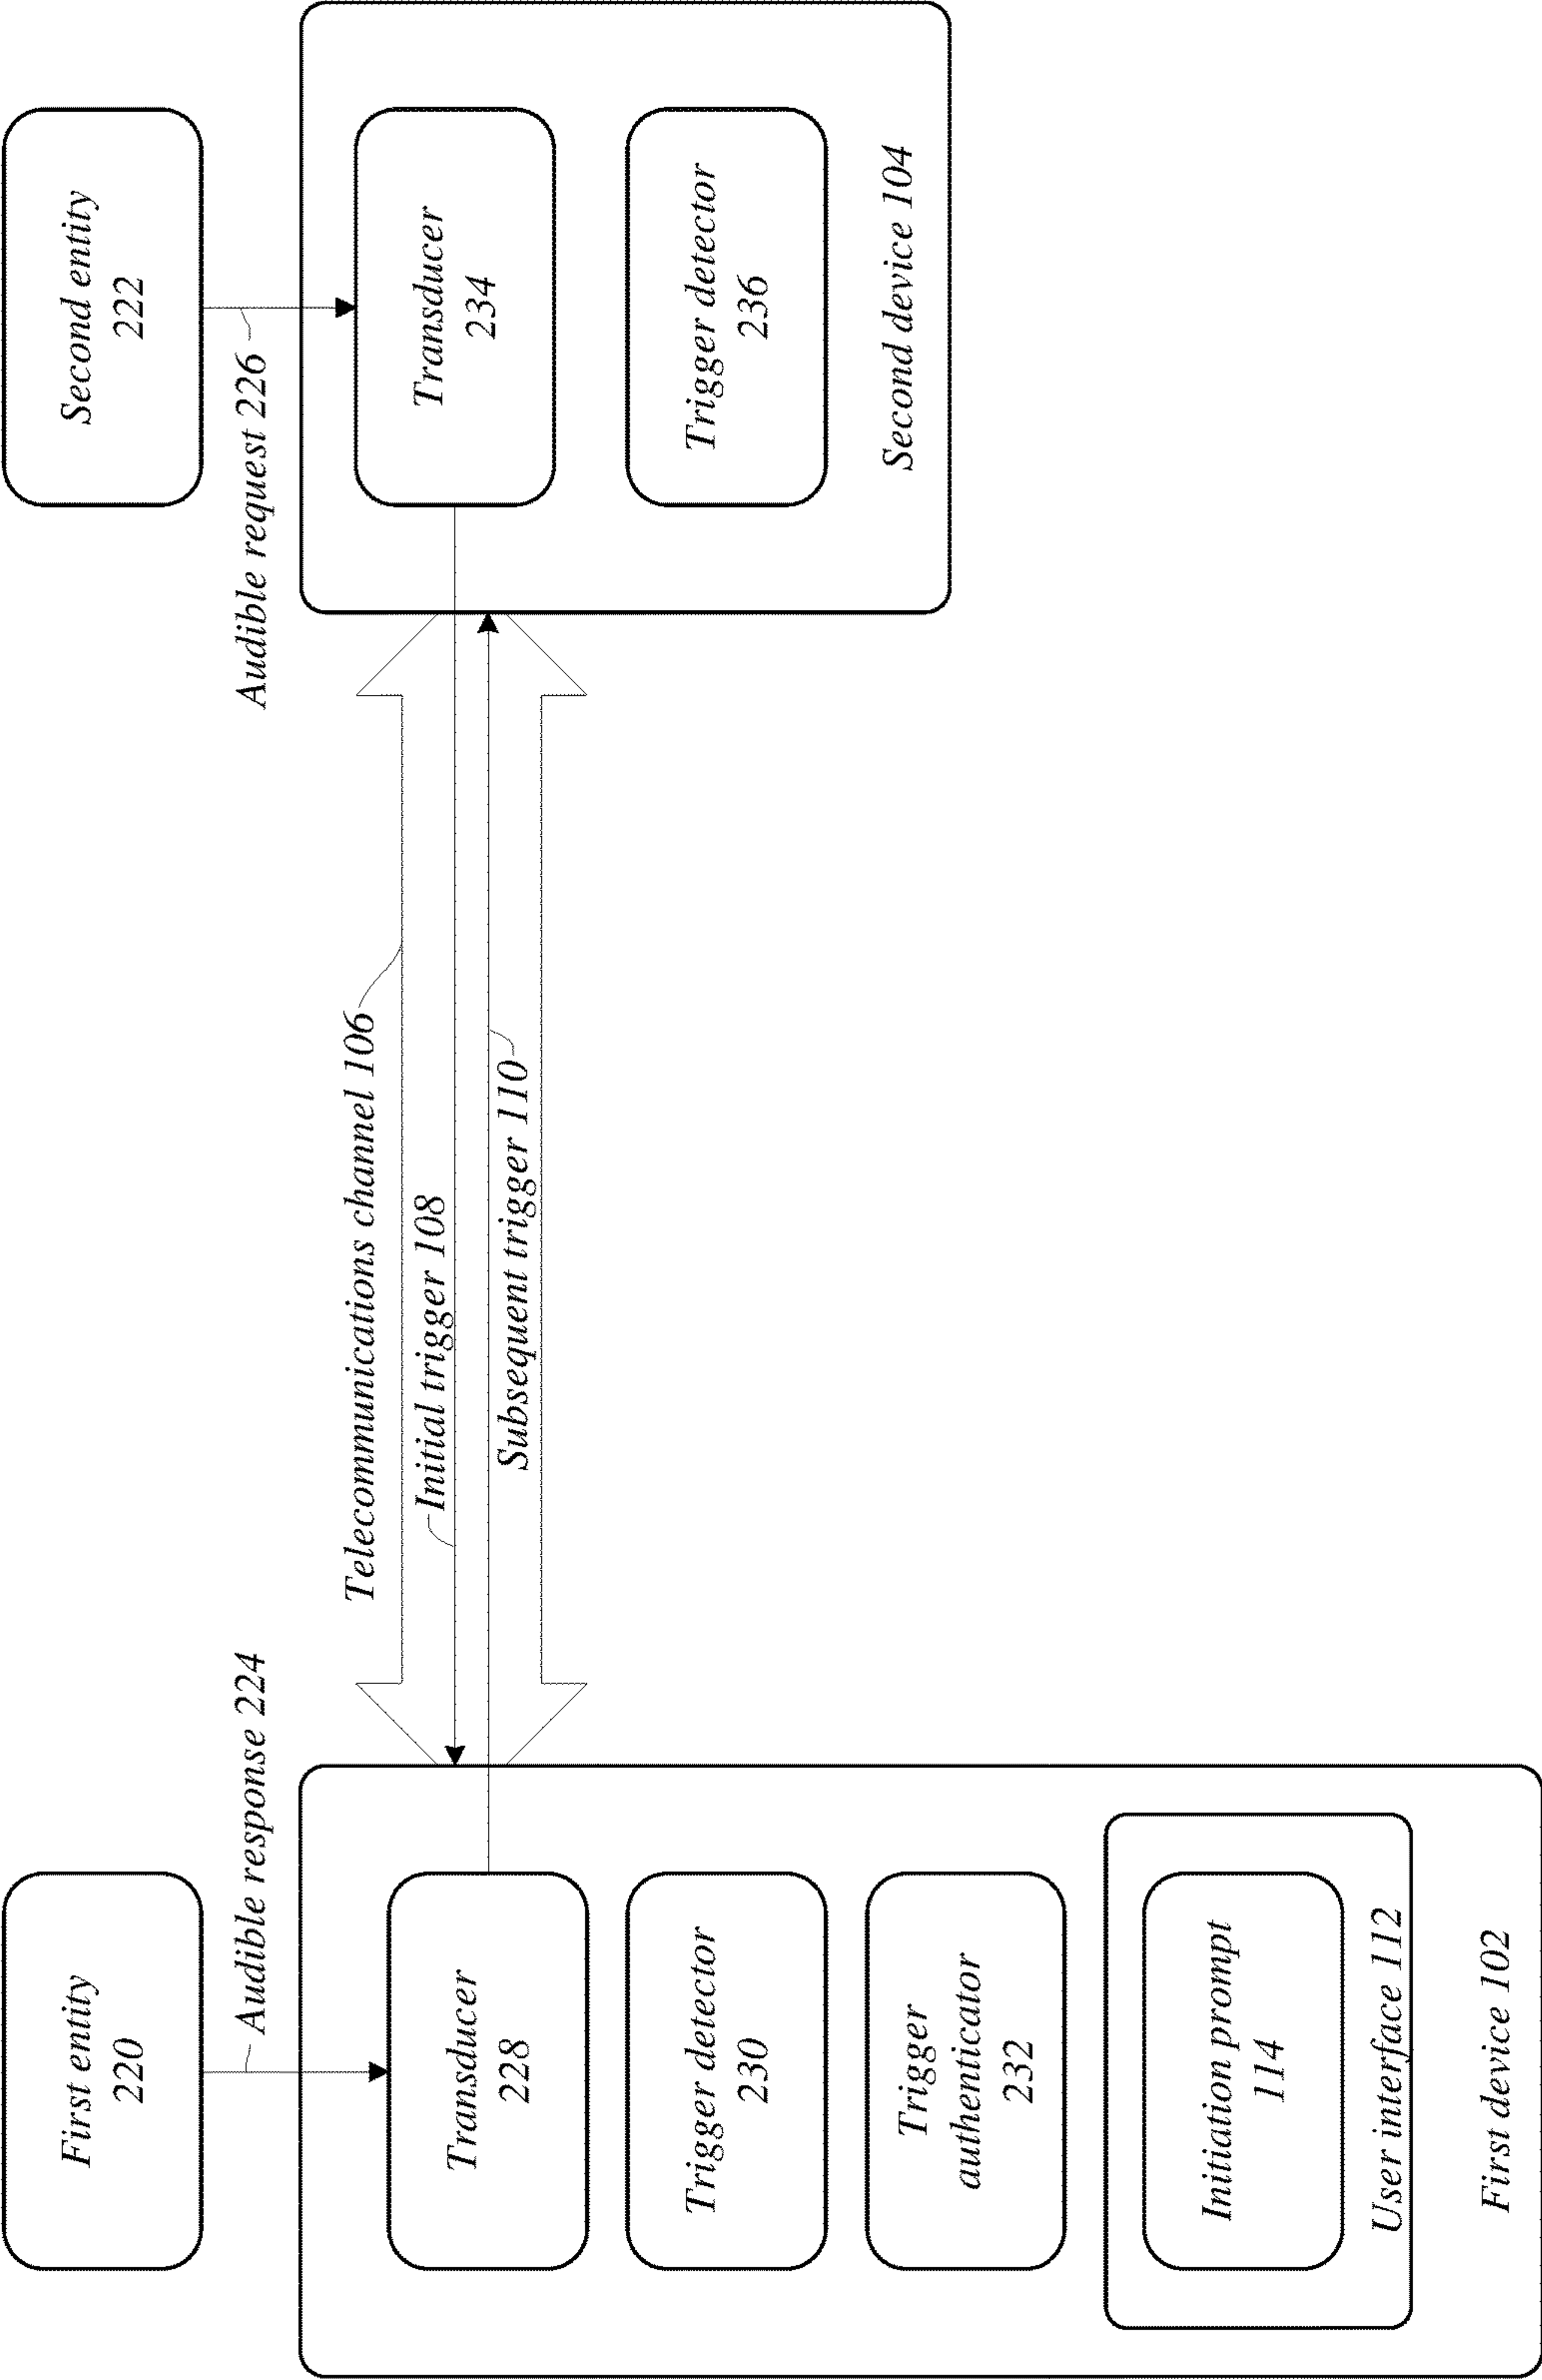 First entity
220
Second entity
222
Audible response 224
Audible request 226
Telecommunications channel 106
Initial trigger 108
Subsequent trigger 110
Transducer
228
Transducer
234
Trigger detector
230
Trigger detector
236
Trigger
authenticator
232
Second device 104
Initiation prompt
114
User interface 112
First device 102